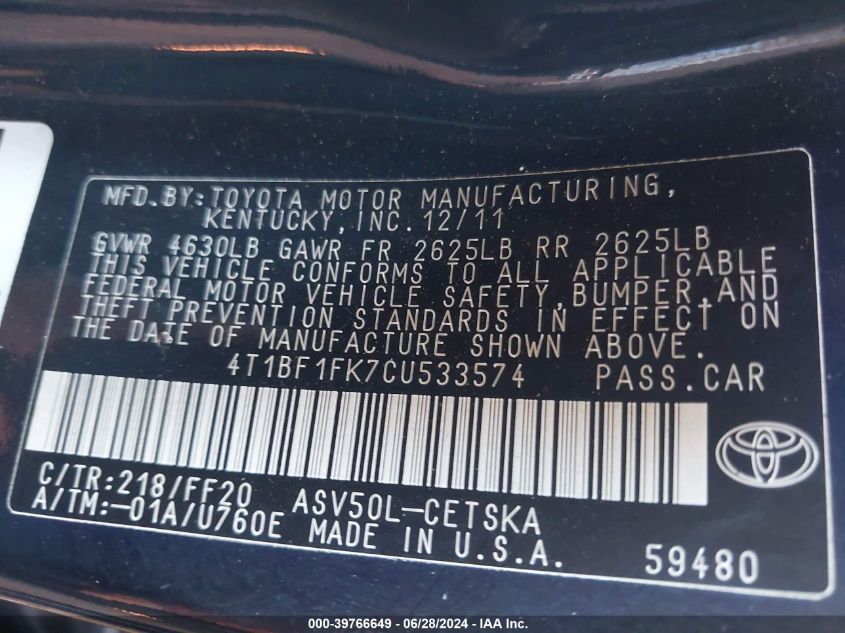 MFD.BY:TOYOTA MOTOR MANUFACTURING,
KENTUCKY,INC. 12/11
GVWR 4630LB GAWR FR 2625LB RR 2625LB
THIS VEHICLE CONFORMS TO ALL APPLICABLE
FEDERAL MOTOR VEHICLE SAFETY,BUMPER,AND
THEFT PREVENTION STANDARDS IN EFFECT ON
THE DATE OF MANUFACTURE SHOWN ABOVE.
4T1BF1FK7CU533574 PASS.CAR
C/TR:218/FF20 ASV50L-CETSKA
A/TM:-01A/U760E MADE IN U.S.A. 59480
000-39766649 - 06/28/2024 - IAA Inc.